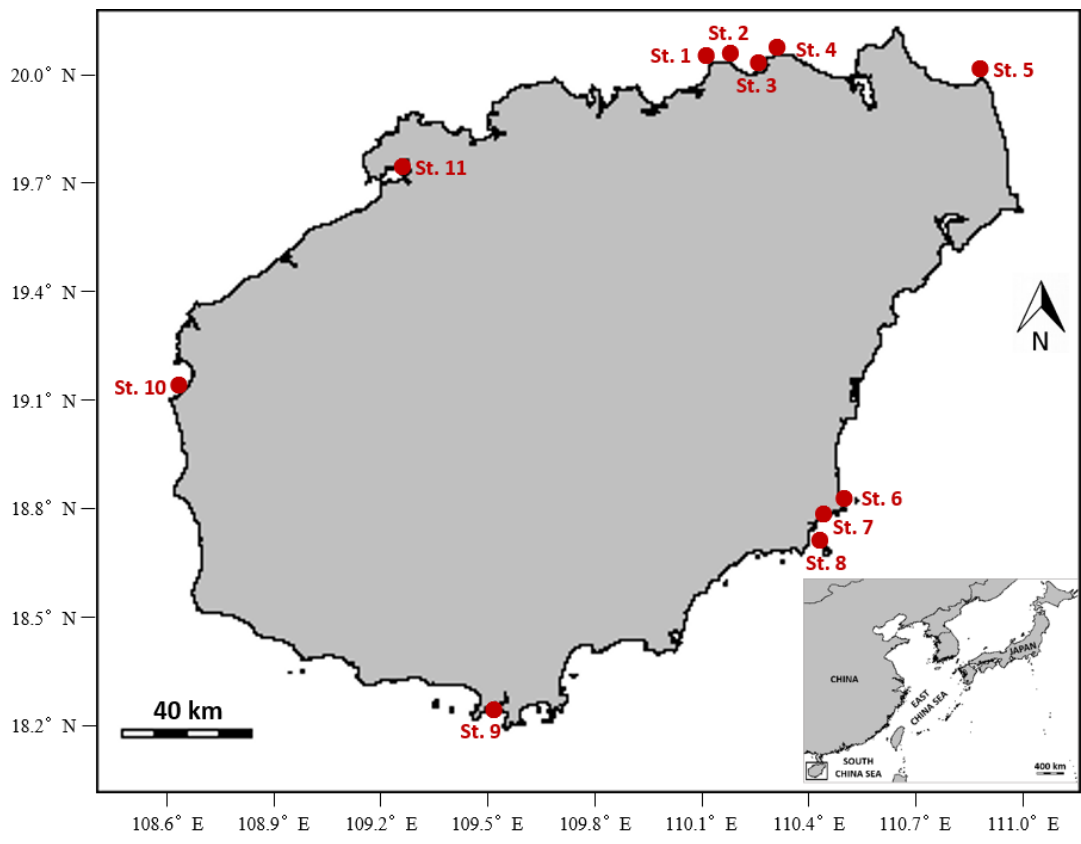 St. 2
St. 1
St. 4
St. 3
St. 5
20.0° N
St. 11
19.7° N
19.4° N
N
St. 10
19.1° N
St. 6
18.8° N
St. 7
St. 8
18.5° N
JAPAN
CHINA
EAST
CHINA SEA
40 km
St. 9
18.2° N
SOUTH
CHINA SEA
400 km
108.6° E
108.9° E
109.2° E
109.5° E
109.8° E
110.1° E
110.4° E
110.7° E
111.0° E